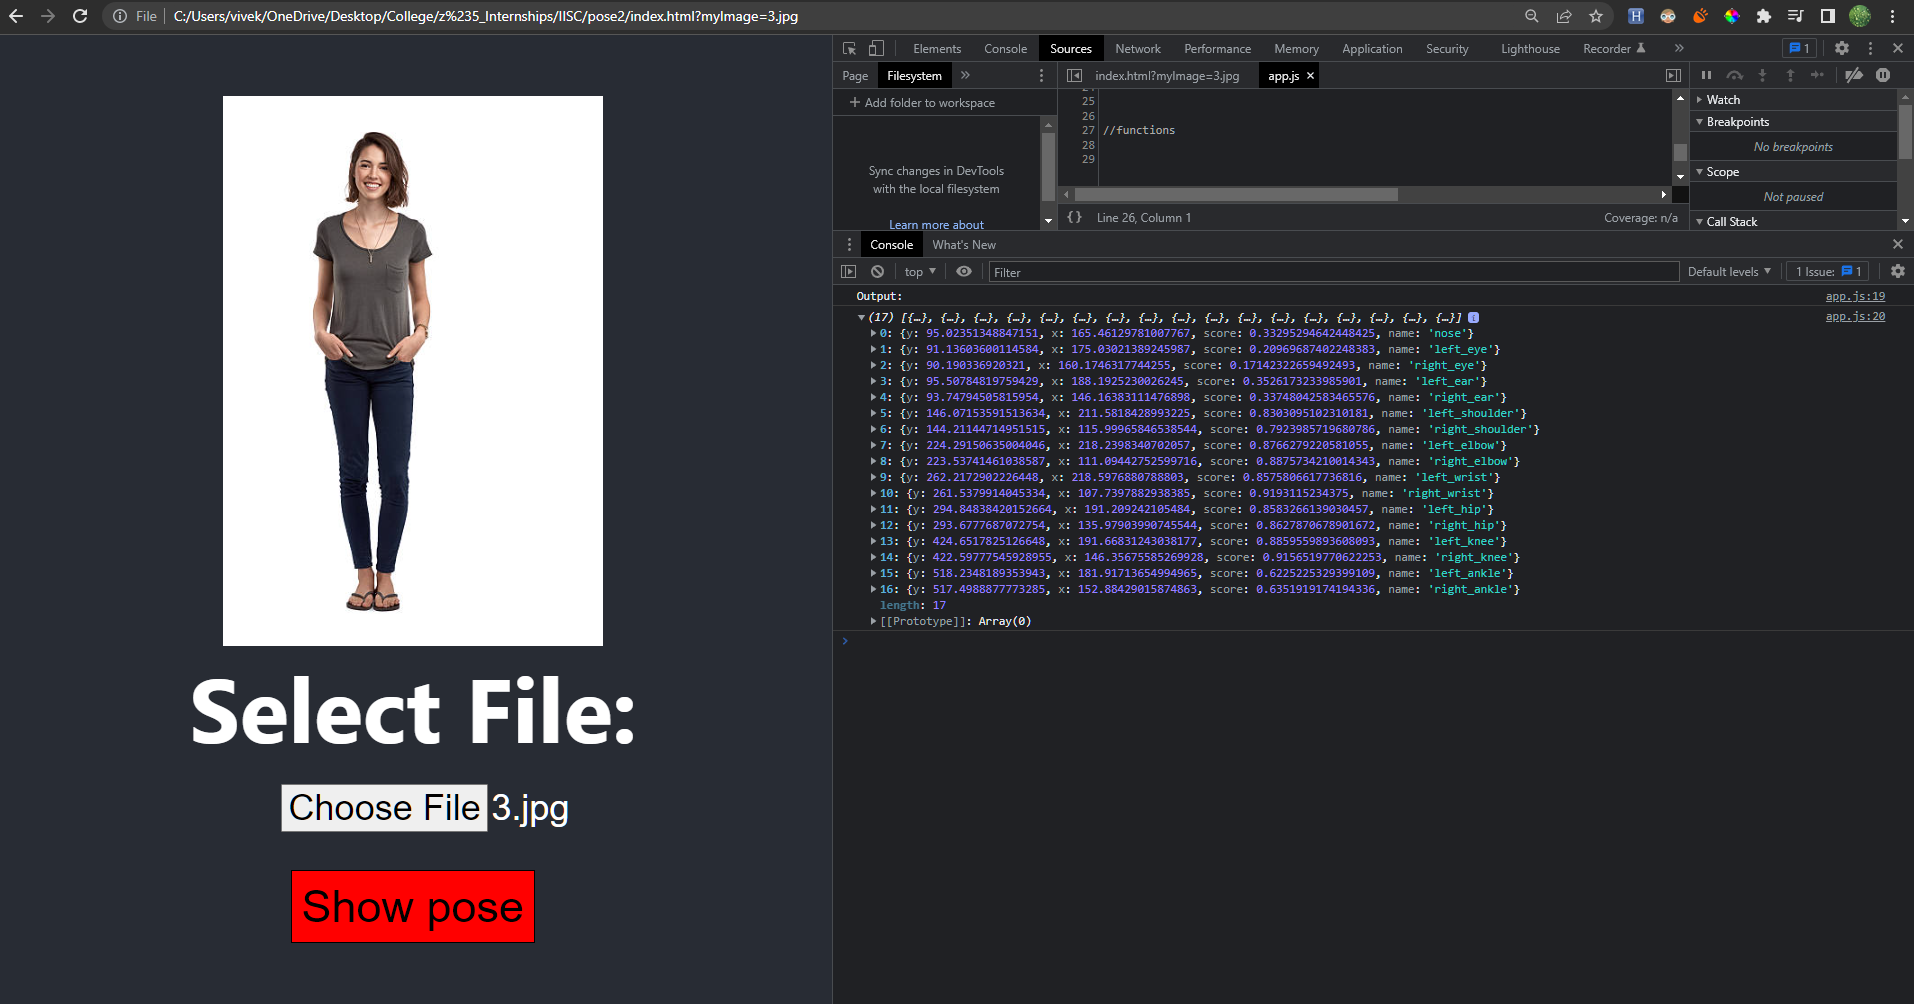 File
C:/Users/vivek/OneDrive/Desktop/College/z%235_Internships/IISC/pose2/index.html?myImage=3.jpg
Select File:
Choose File 3.jpg
Show pose
Elements Console Sources Network Performance Memory Application Security Lighthouse Recorder » 1
Page Filesystem »
index.html?myImage=3.jpg app.js ×
+ Add folder to workspace
Sync changes in DevTools
with the local filesystem
Learn more about
25
26
27 //functions
28
29
{} Line 26, Column 1 Coverage: n/a
Watch
Breakpoints
No breakpoints
Scope
Not paused
Call Stack
Console What's New
top Filter Default levels 1 Issue: 1
Output: app.js:19
(17) [{…}, {…}, {…}, {…}, {…}, {…}, {…}, {…}, {…}, {…}, {…}, {…}, {…}, {…}, {…}, {…}, {…}] app.js:20
0: {y: 95.02351348847151, x: 165.46129781007767, score: 0.33295294642448425, name: 'nose'}
1: {y: 91.13603600114584, x: 175.03021389245987, score: 0.20969687402248383, name: 'left_eye'}
2: {y: 90.190336920321, x: 160.1746317744255, score: 0.17142322659492493, name: 'right_eye'}
3: {y: 95.50784819759429, x: 188.1925230026245, score: 0.3526173233985901, name: 'left_ear'}
4: {y: 93.74794505815954, x: 146.16383111476898, score: 0.33748042583465576, name: 'right_ear'}
5: {y: 146.07153591513634, x: 211.5818428993225, score: 0.8303095102310181, name: 'left_shoulder'}
6: {y: 144.21144714951515, x: 115.99965846538544, score: 0.7923985719680786, name: 'right_shoulder'}
7: {y: 224.29150635004046, x: 218.2398340702057, score: 0.8766279220581055, name: 'left_elbow'}
8: {y: 223.53741461038587, x: 111.09442752599716, score: 0.8875734210014343, name: 'right_elbow'}
9: {y: 262.2172902226448, x: 218.5976880788803, score: 0.8575806617736816, name: 'left_wrist'}
10: {y: 261.5379914045334, x: 107.7397882938385, score: 0.9193115234375, name: 'right_wrist'}
11: {y: 294.84838420152664, x: 191.209242105484, score: 0.8583266139030457, name: 'left_hip'}
12: {y: 293.6777687072754, x: 135.97903990745544, score: 0.8627870678901672, name: 'right_hip'}
13: {y: 424.6517825126648, x: 191.66831243038177, score: 0.8859559893608093, name: 'left_knee'}
14: {y: 422.59777545928955, x: 146.35675585269928, score: 0.9156519770622253, name: 'right_knee'}
15: {y: 518.2348189353943, x: 181.91713654994965, score: 0.6225225329399109, name: 'left_ankle'}
16: {y: 517.4988877773285, x: 152.88429015874863, score: 0.6351919174194336, name: 'right_ankle'}
length: 17
[[Prototype]]: Array(0)